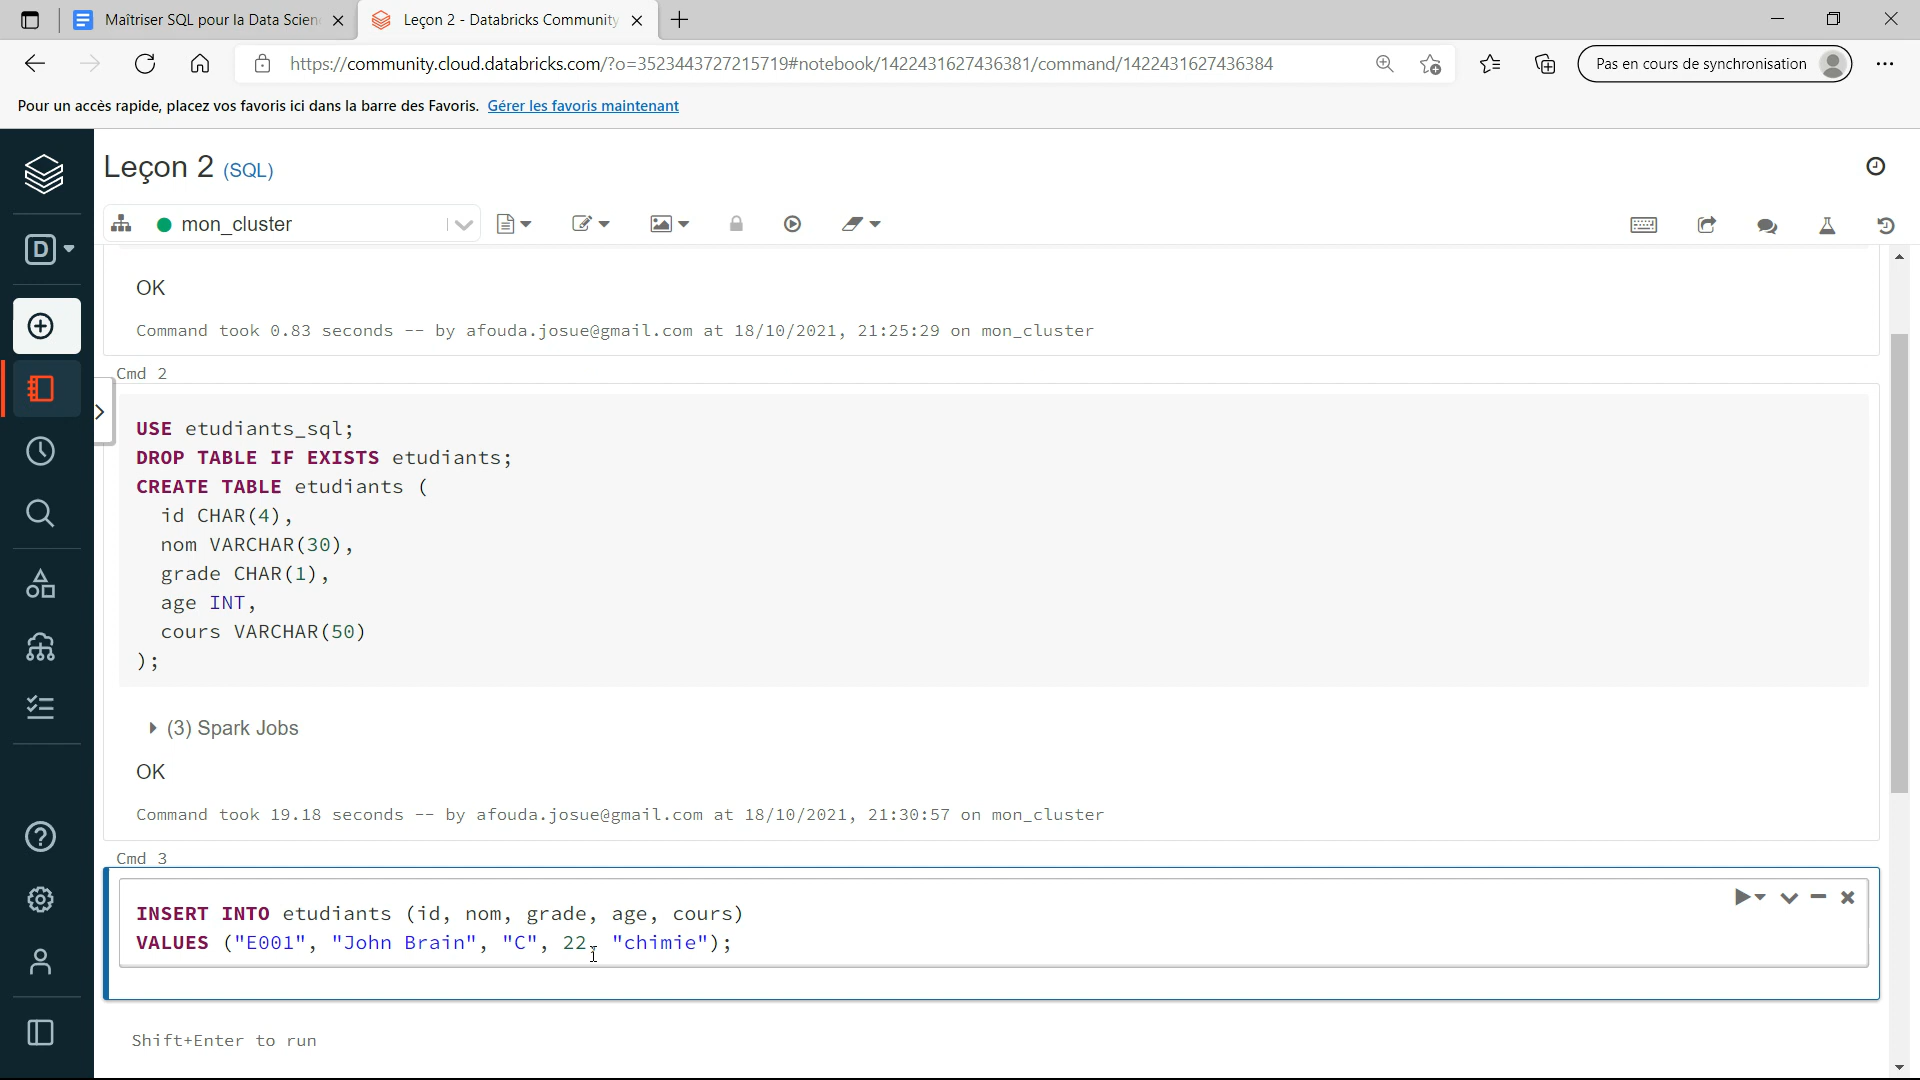 Maîtriser SQL pour la Data Scien
Leçon 2 - Databricks Community
https://community.cloud.databricks.com/?o=3523443727215719#notebook/1422431627436381/command/1422431627436384
Pas en cours de synchronisation
Pour un accès rapide, placez vos favoris ici dans la barre des Favoris. Gérer les favoris maintenant
Leçon 2 (SQL)
D
mon_cluster
OK
Command took 0.83 seconds -- by afouda.josue@gmail.com at 18/10/2021, 21:25:29 on mon_cluster
Cmd 2
USE etudiants_sql;
DROP TABLE IF EXISTS etudiants;
CREATE TABLE etudiants (
id CHAR(4),
nom VARCHAR(30),
grade CHAR(1),
age INT,
cours VARCHAR(50)
);
(3) Spark Jobs
OK
Command took 19.18 seconds -- by afouda.josue@gmail.com at 18/10/2021, 21:30:57 on mon_cluster
Cmd 3
INSERT INTO etudiants (id, nom, grade, age, cours)
VALUES ("E001", "John Brain", "C", 22, "chimie");
Shift+Enter to run